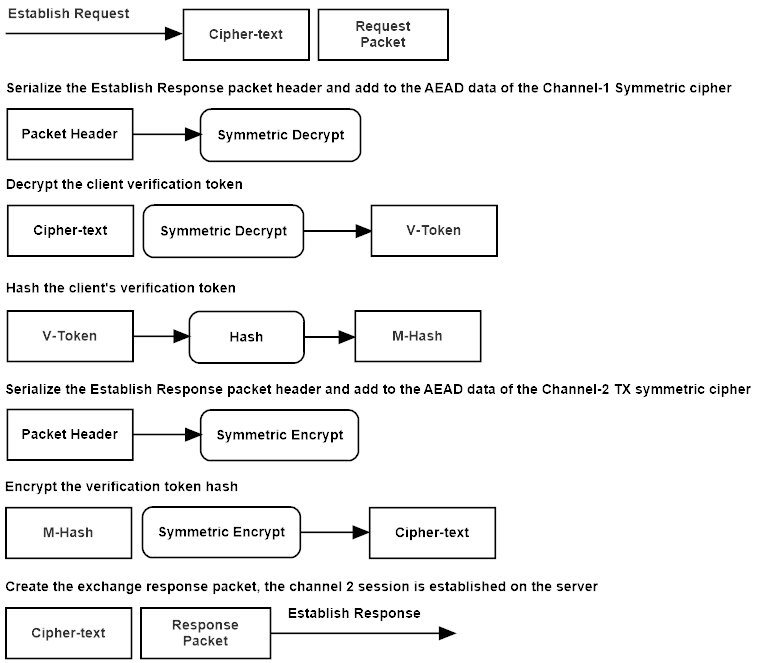 Establish Request
Cipher-text
Request
Packet
Serialize the Establish Response packet header and add to the AEAD data of the Channel-1 Symmetric cipher
Packet Header
Symmetric Decrypt
Decrypt the client verification token
Cipher-text
Symmetric Decrypt
V-Token
Hash the client's verification token
V-Token
Hash
M-Hash
Serialize the Establish Response packet header and add to the AEAD data of the Channel-2 TX symmetric cipher
Packet Header
Symmetric Encrypt
Encrypt the verification token hash
M-Hash
Symmetric Encrypt
Cipher-text
Create the exchange response packet, the channel 2 session is established on the server
Cipher-text
Response
Packet
Establish Response